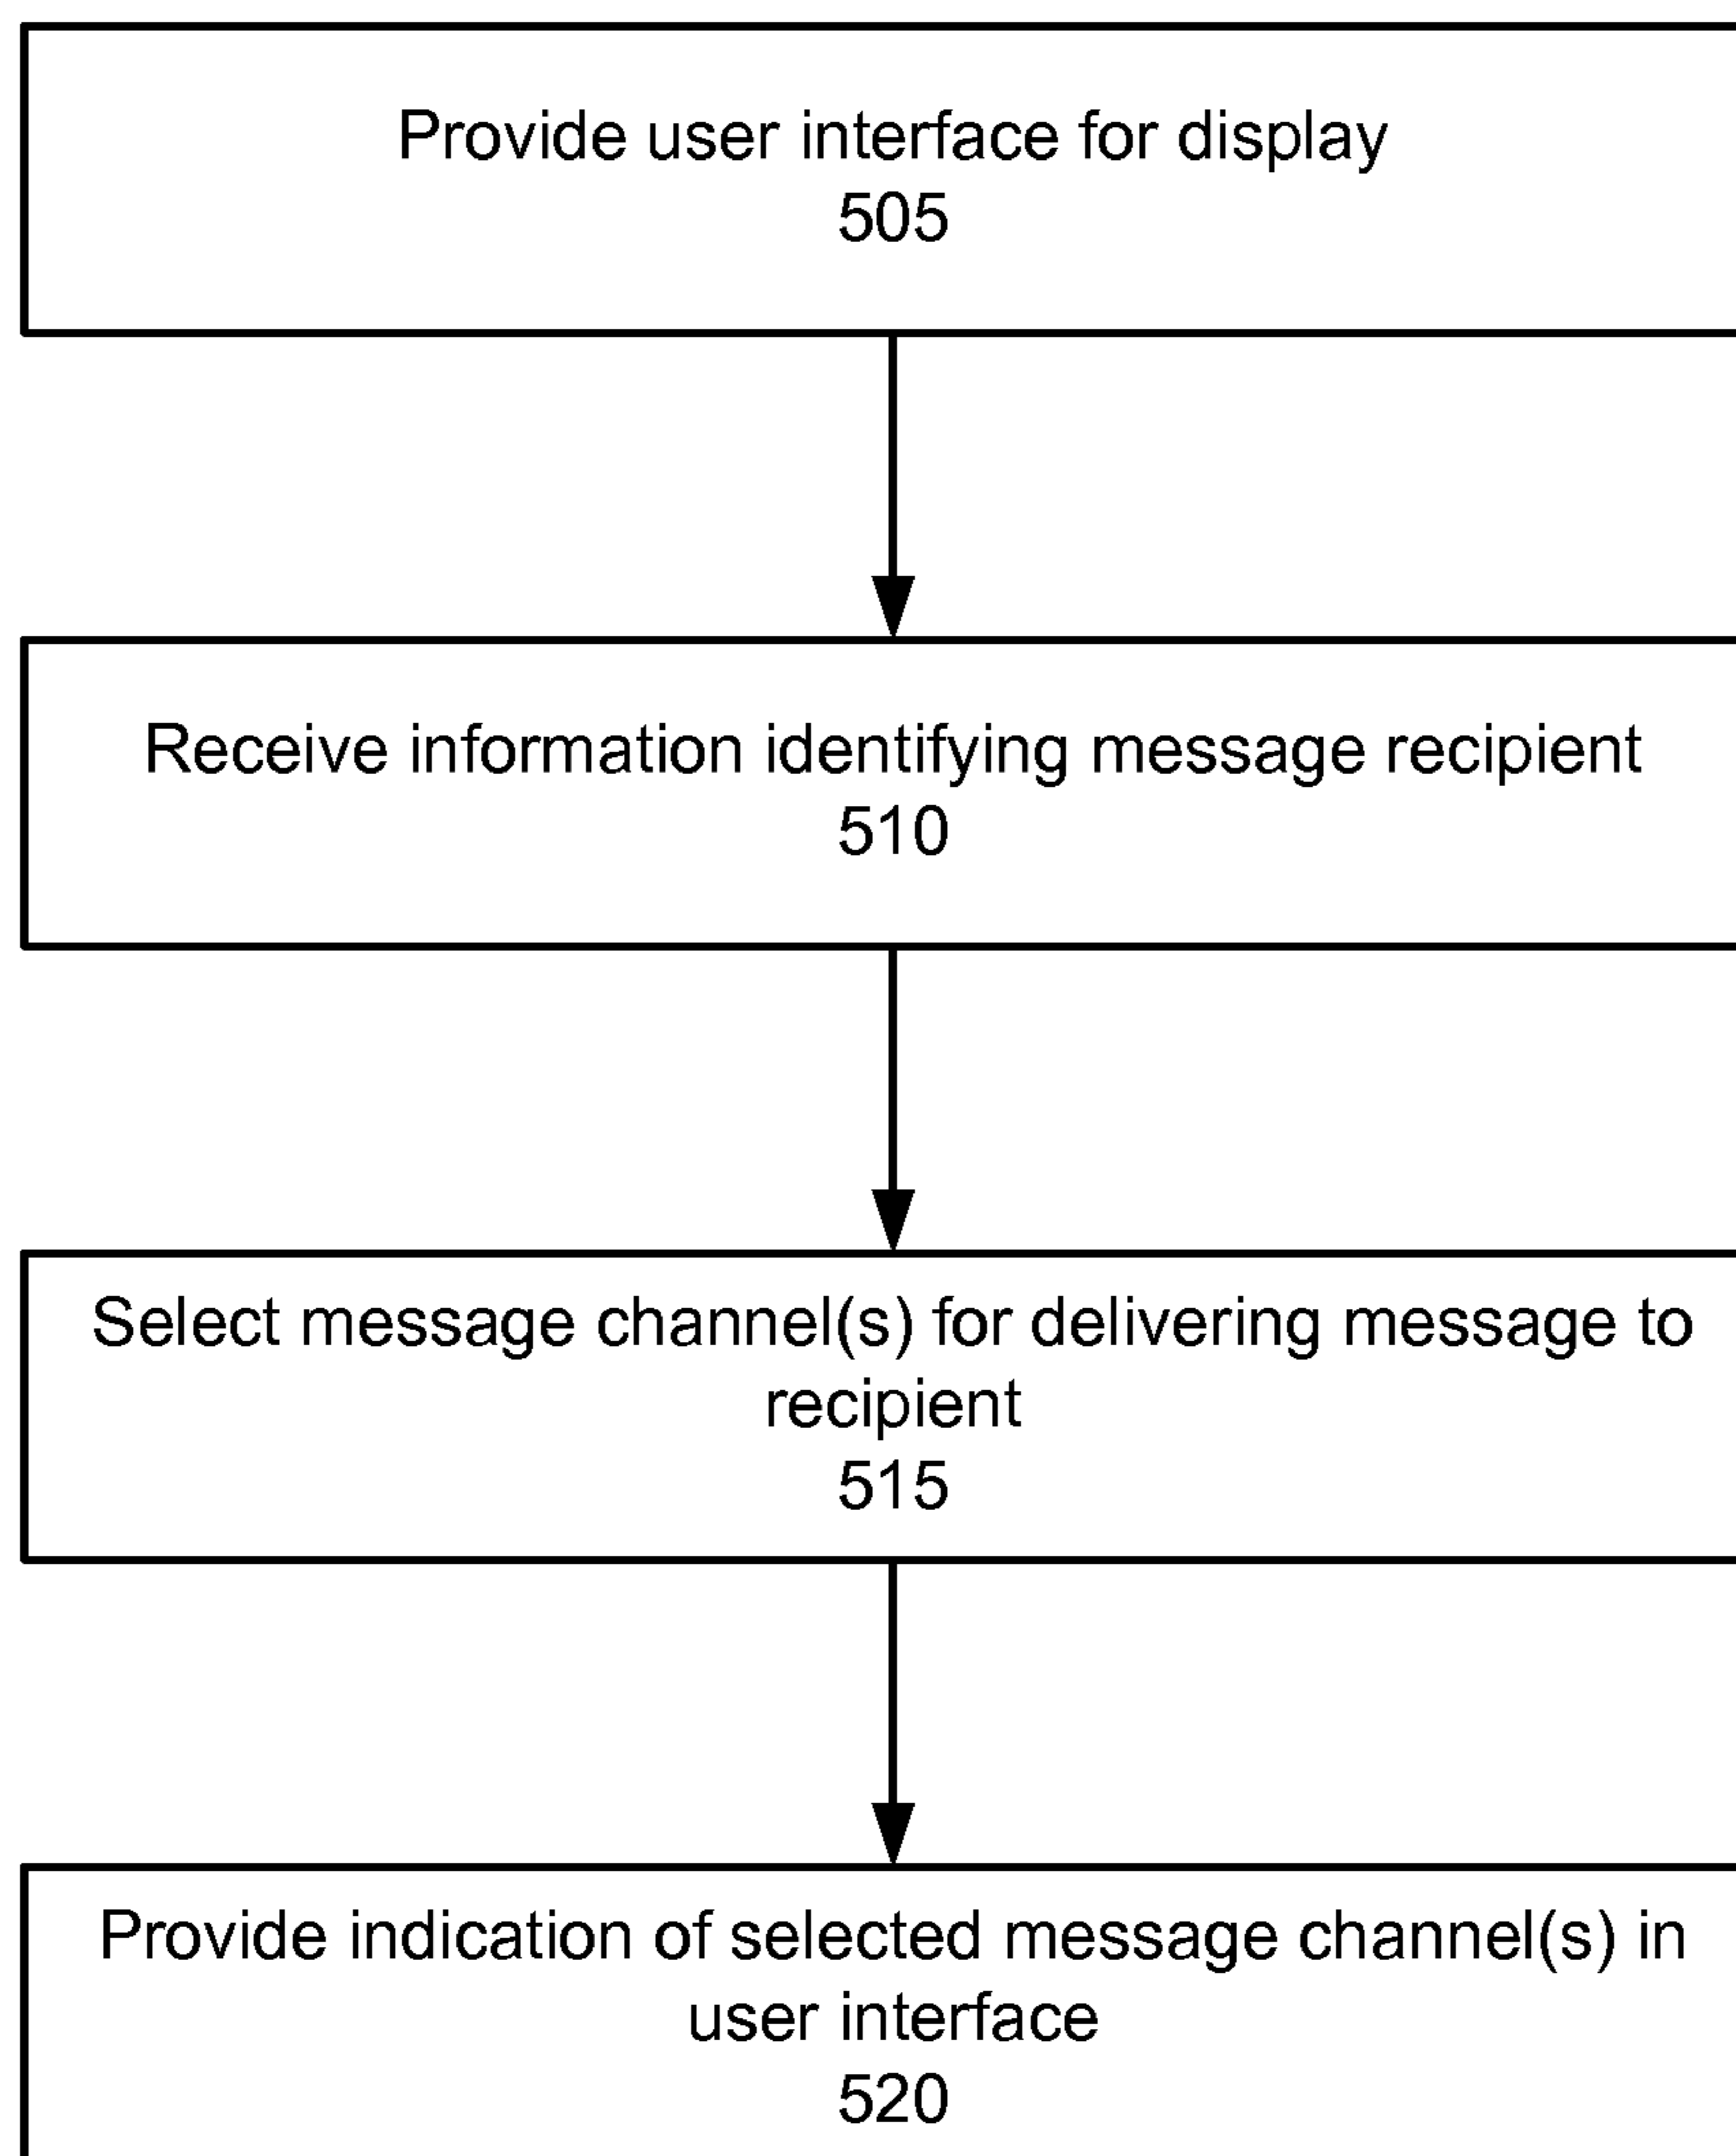 Provide user interface for display
505
Receive information identifying message recipient
510
Select message channel(s) for delivering message to
recipient
515
Provide indication of selected message channel(s) in
user interface
520